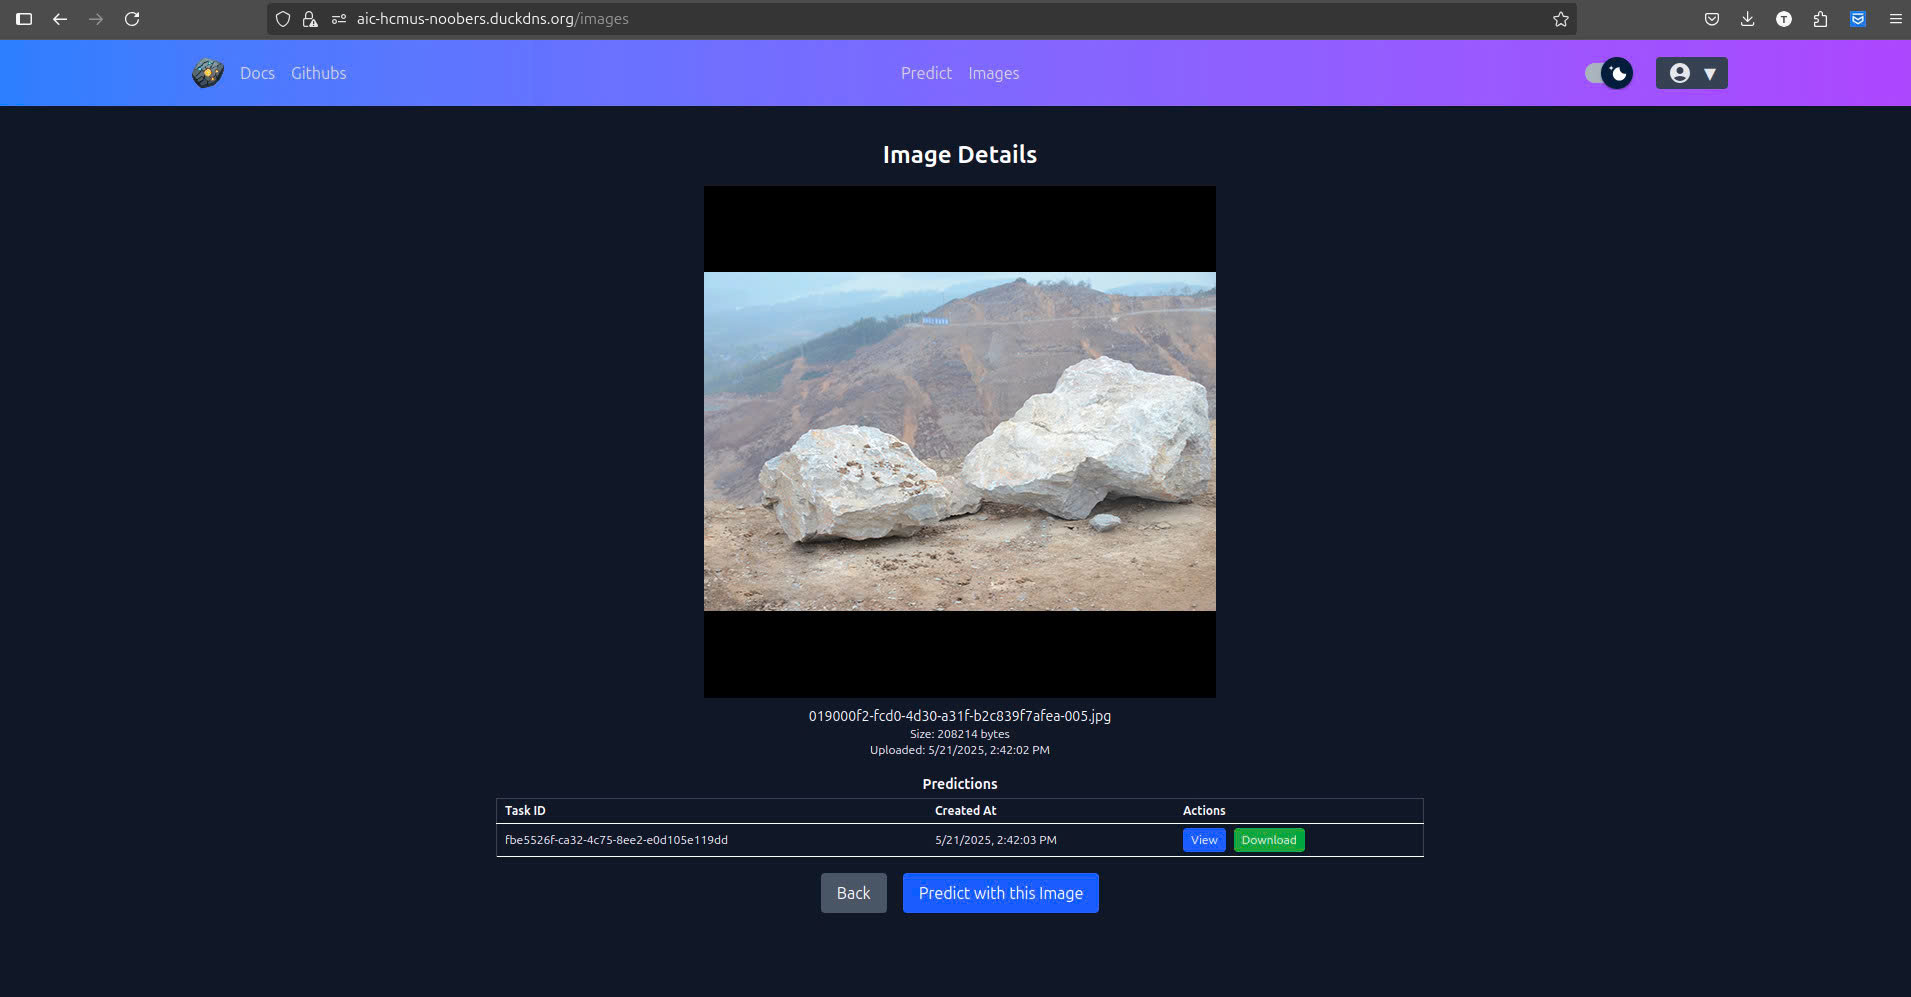 aic-hcmus-noobers.duckdns.org/images
T
Docs Githubs Predict Images
Image Details
019000f2-fcd0-4d30-a31f-b2c839f7afea-005.jpg
Size: 208214 bytes
Uploaded: 5/21/2025, 2:42:02 PM
Predictions
Task ID Created At Actions
fbe5526f-ca32-4c75-8ee2-e0d105e119dd 5/21/2025, 2:42:03 PM View Download
Back Predict with this Image